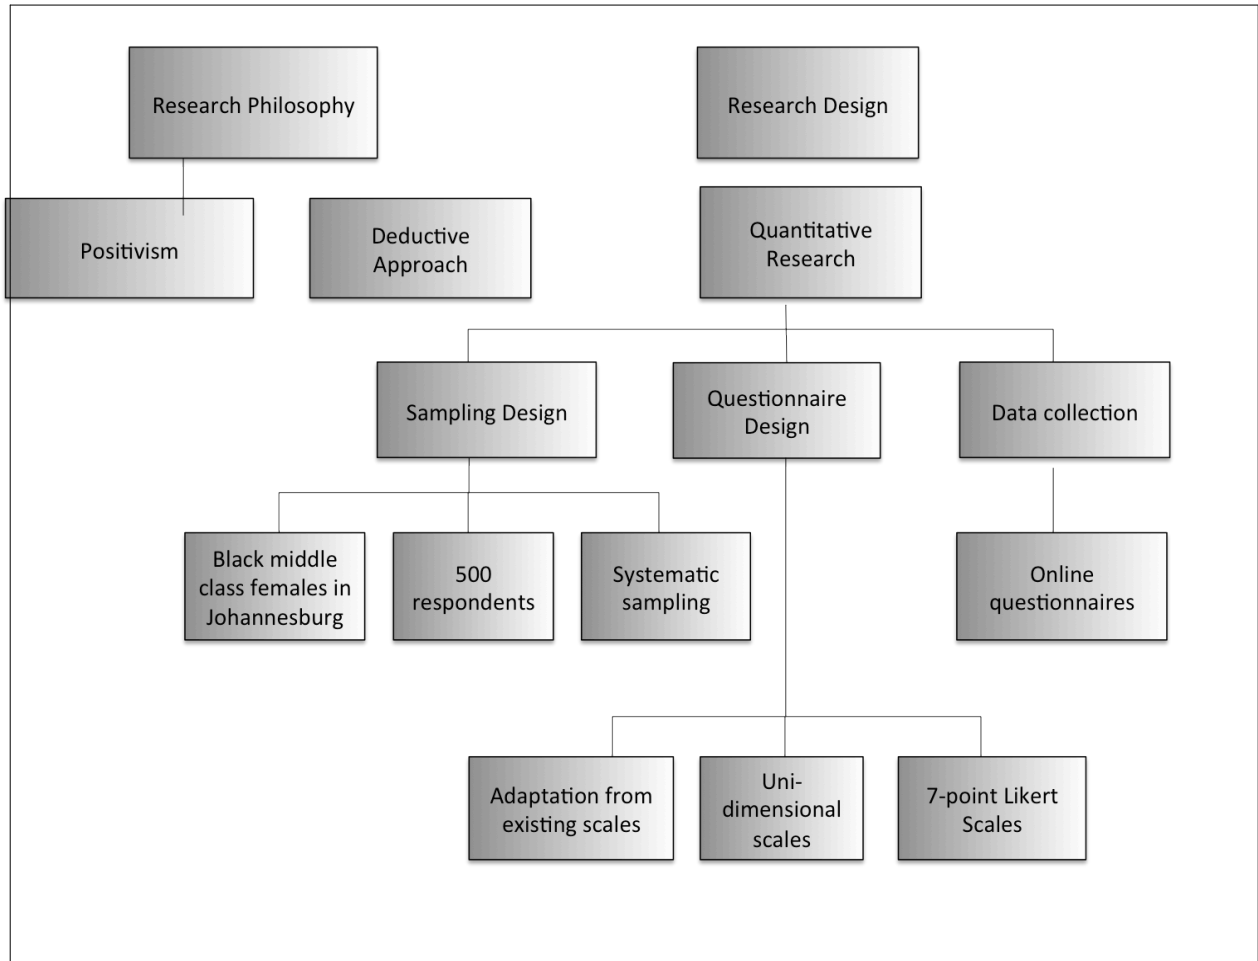 Research Philosophy
Research Design
Positivism
Deductive
Approach
Quantitative
Research
Sampling Design
Questionnaire
Design
Data collection
Black middle
class females in
Johannesburg
500
respondents
Systematic
sampling
Online
questionnaires
Adaptation from
existing scales
Uni-
dimensional
scales
7-point Likert
Scales